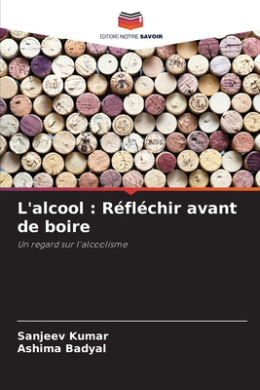 EDITIONS NOTRE SAVOIR
L'alcool : Réfléchir avant
de boire
Un regard sur l'alcoolisme
Sanjeev Kumar
Ashima Badyal